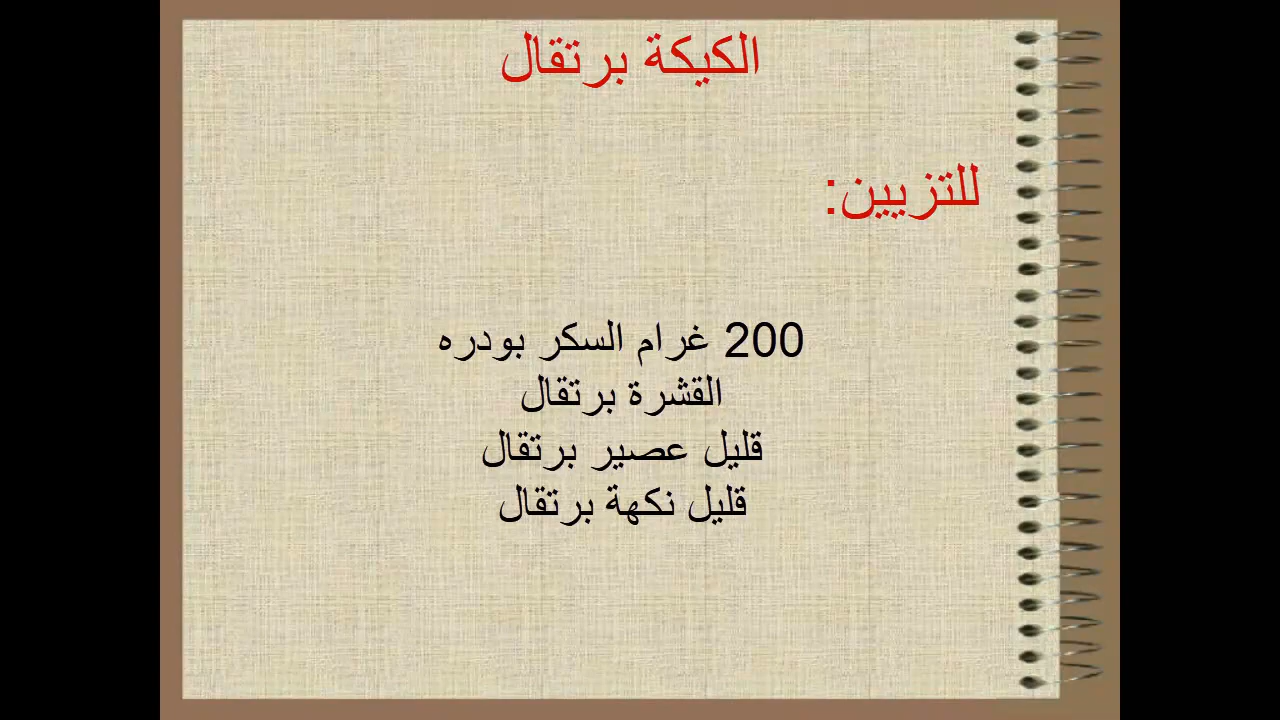 الكيكة برتقال
للتزيين:
200 غرام السكر بودره
القشرة برتقال
قليل عصير برتقال
قليل نكهة برتقال